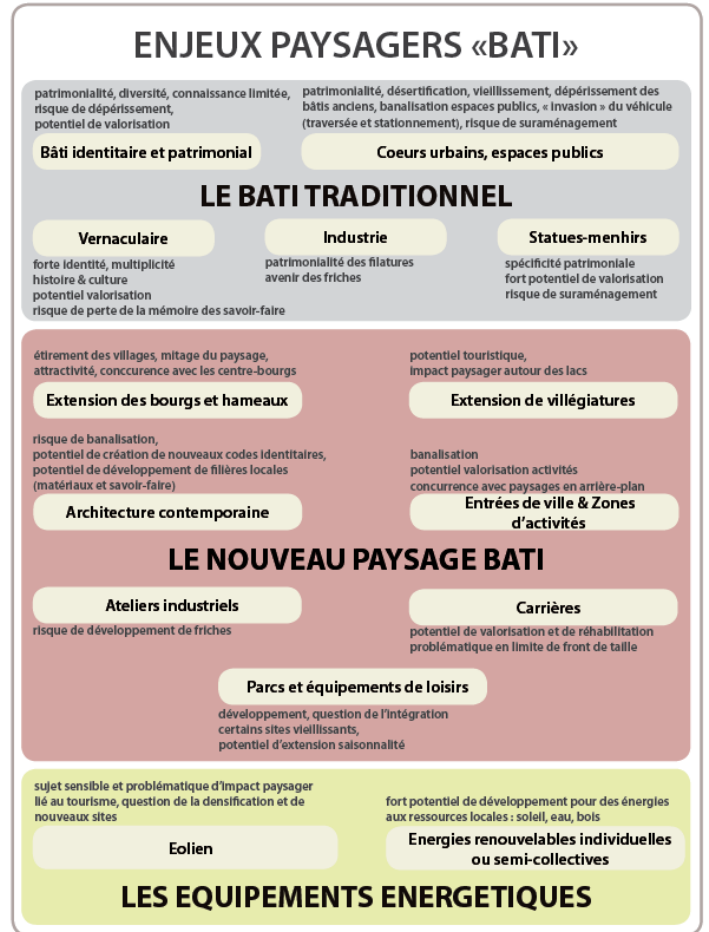 ENJEUX PAYSAGERS «BATI»
patrimonialité, diversité, connaissance limitée,
risque de dépérissement,
potentiel de valorisation
Bâti identitaire et patrimonial
patrimonialité, désertification, vieillissement, dépérissement des
bâtis anciens, banalisation espaces publics, « invasion » du véhicule
(traversée et stationnement), risque de suraménagement
Coeurs urbains, espaces publics
LE BATI TRADITIONNEL
Vernaculaire
forte identité, multiplicité
histoire & culture
potentiel valorisation
risque de perte de la mémoire des savoir-faire
Industrie
patrimonialité des filatures
avenir des friches
Statues-menhirs
spécificité patrimoniale
fort potentiel de valorisation
risque de suraménagement
étirement des villages, mitage du paysage,
attractivité, conccurence avec les centre-bourgs
Extension des bourgs et hameaux
potentiel touristique,
impact paysager autour des lacs
Extension de villégiatures
risque de banalisation,
potentiel de création de nouveaux codes identitaires,
potentiel de développement de filières locales
(matériaux et savoir-faire)
Architecture contemporaine
banalisation
potentiel valorisation activités
concurrence avec paysages en arrière-plan
Entrées de ville & Zones
d'activités
LE NOUVEAU PAYSAGE BATI
Ateliers industriels
risque de développement de friches
Carrières
potentiel de valorisation et de réhabilitation
problématique en limite de front de taille
Parcs et équipements de loisirs
développement, question de l'intégration
certains sites vieillissants,
potentiel d'extension saisonnalité
sujet sensible et problématique d'impact paysager
lié au tourisme, question de la densification et de
nouveaux sites
Eolien
fort potentiel de développement pour des énergies
aux ressources locales : soleil, eau, bois
Energies renouvelables individuelles
ou semi-collectives
LES EQUIPEMENTS ENERGETIQUES